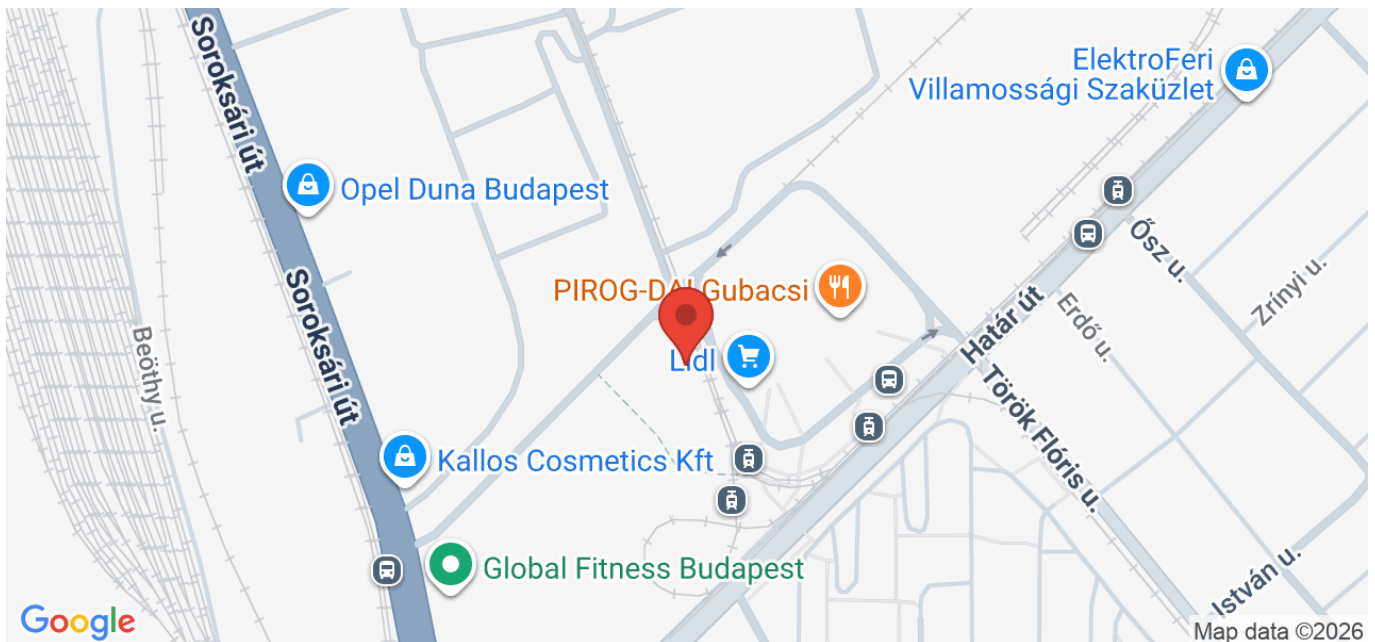 Soroksári út
ElektroFeri
Villamossági Szaküzlet
Opel Duna Budapest
Ősz u.
Zrínyi u.
PIROG-DAI Gubacsi
Soroksári út
Határ út
Erdő u.
Beöthy u.
Lidl
Török Flóris u.
Kallos Cosmetics Kft
Global Fitness Budapest
István u.
Google
Map data ©2026